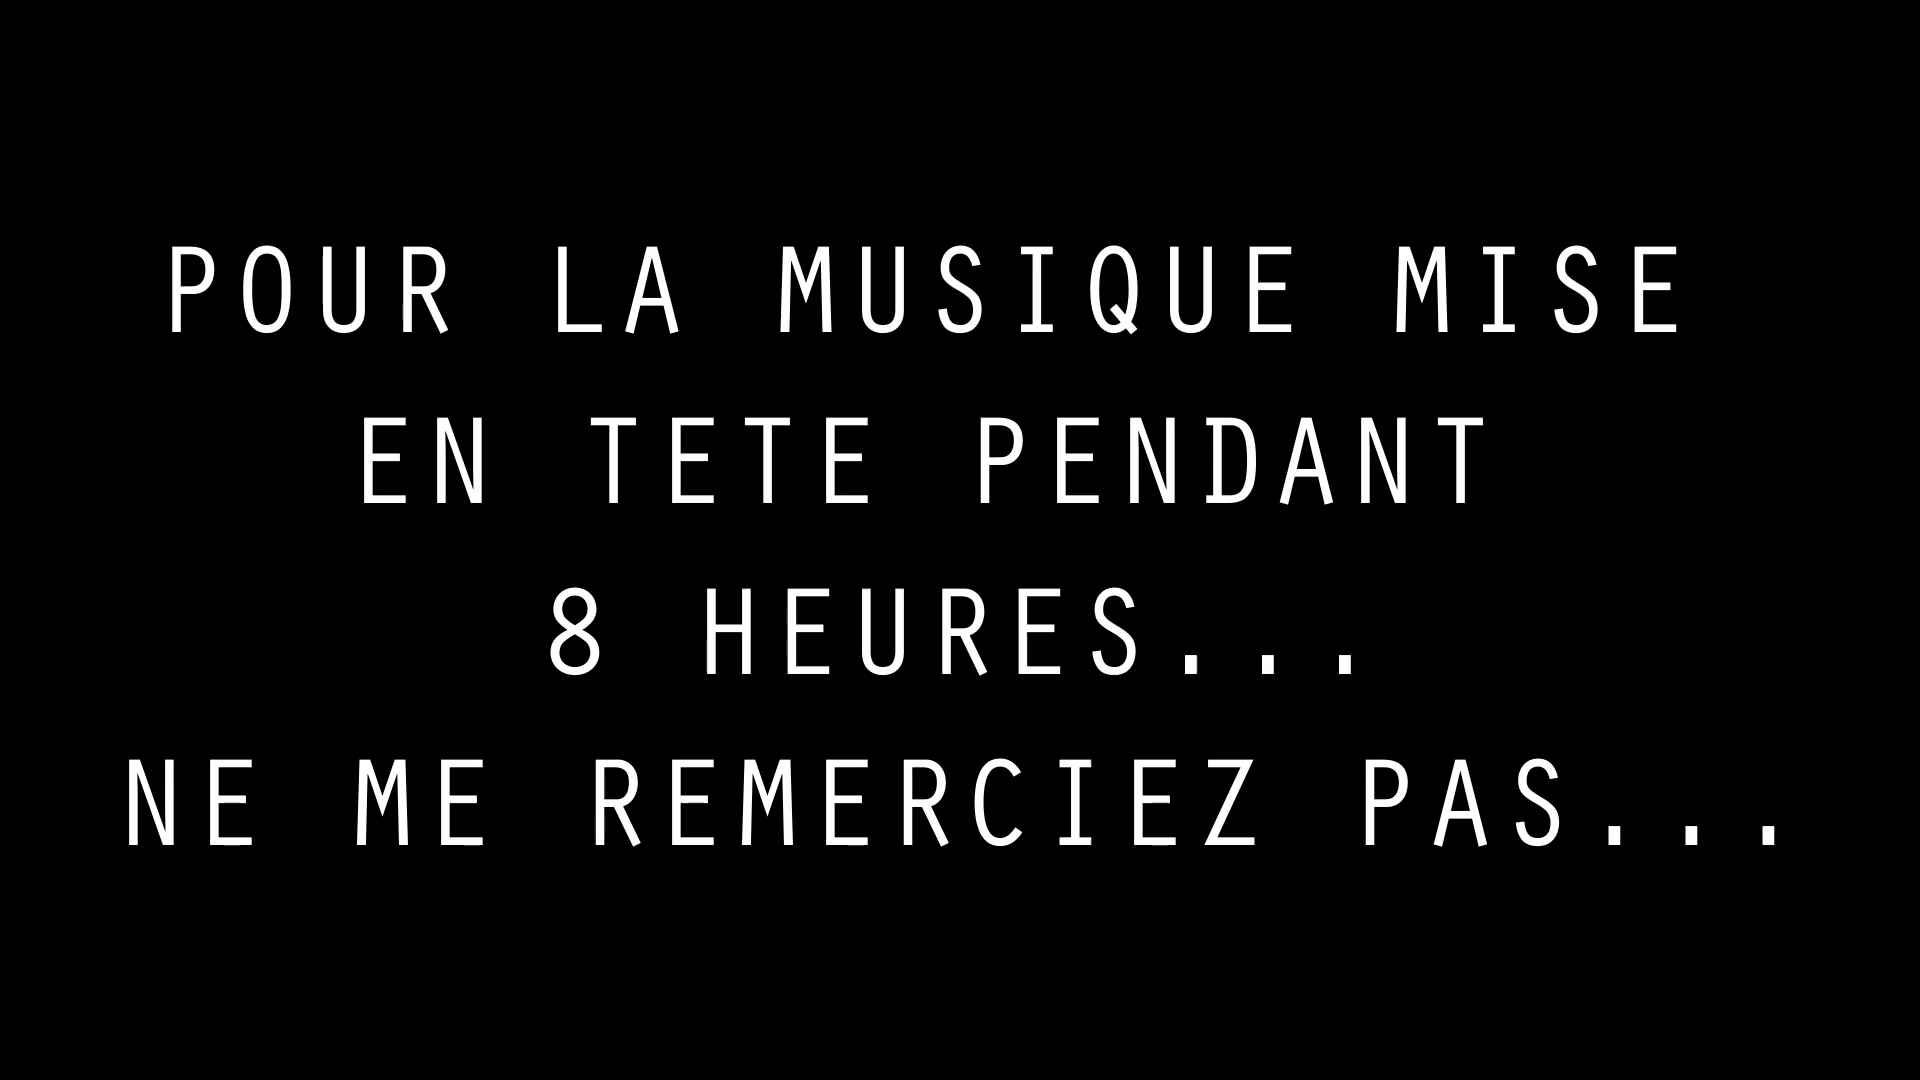 POUR LA MUSIQUE MISE
EN TETE PENDANT
8 HEURES...
NE ME REMERCIEZ PAS...